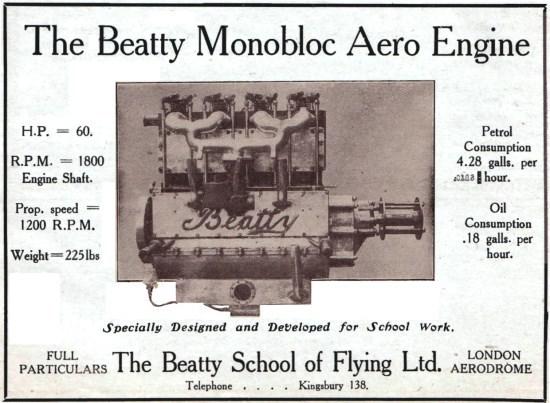 The Beatty Monobloc Aero Engine
H.P. = 60.
R.P.M. = 1800
Engine Shaft.
Prop. speed =
1200 R.P.M.
Weight=225lbs
Beatty
Petrol
Consumption
4.28 galls. per
hour.
Oil
Consumption
.18 galls. per
hour.
Specially Designed and Developed for School Work.
FULL
PARTICULARS
The Beatty School of Flying Ltd.
LONDON
AERODRÒME
Telephone . . . . Kingsbury 138.